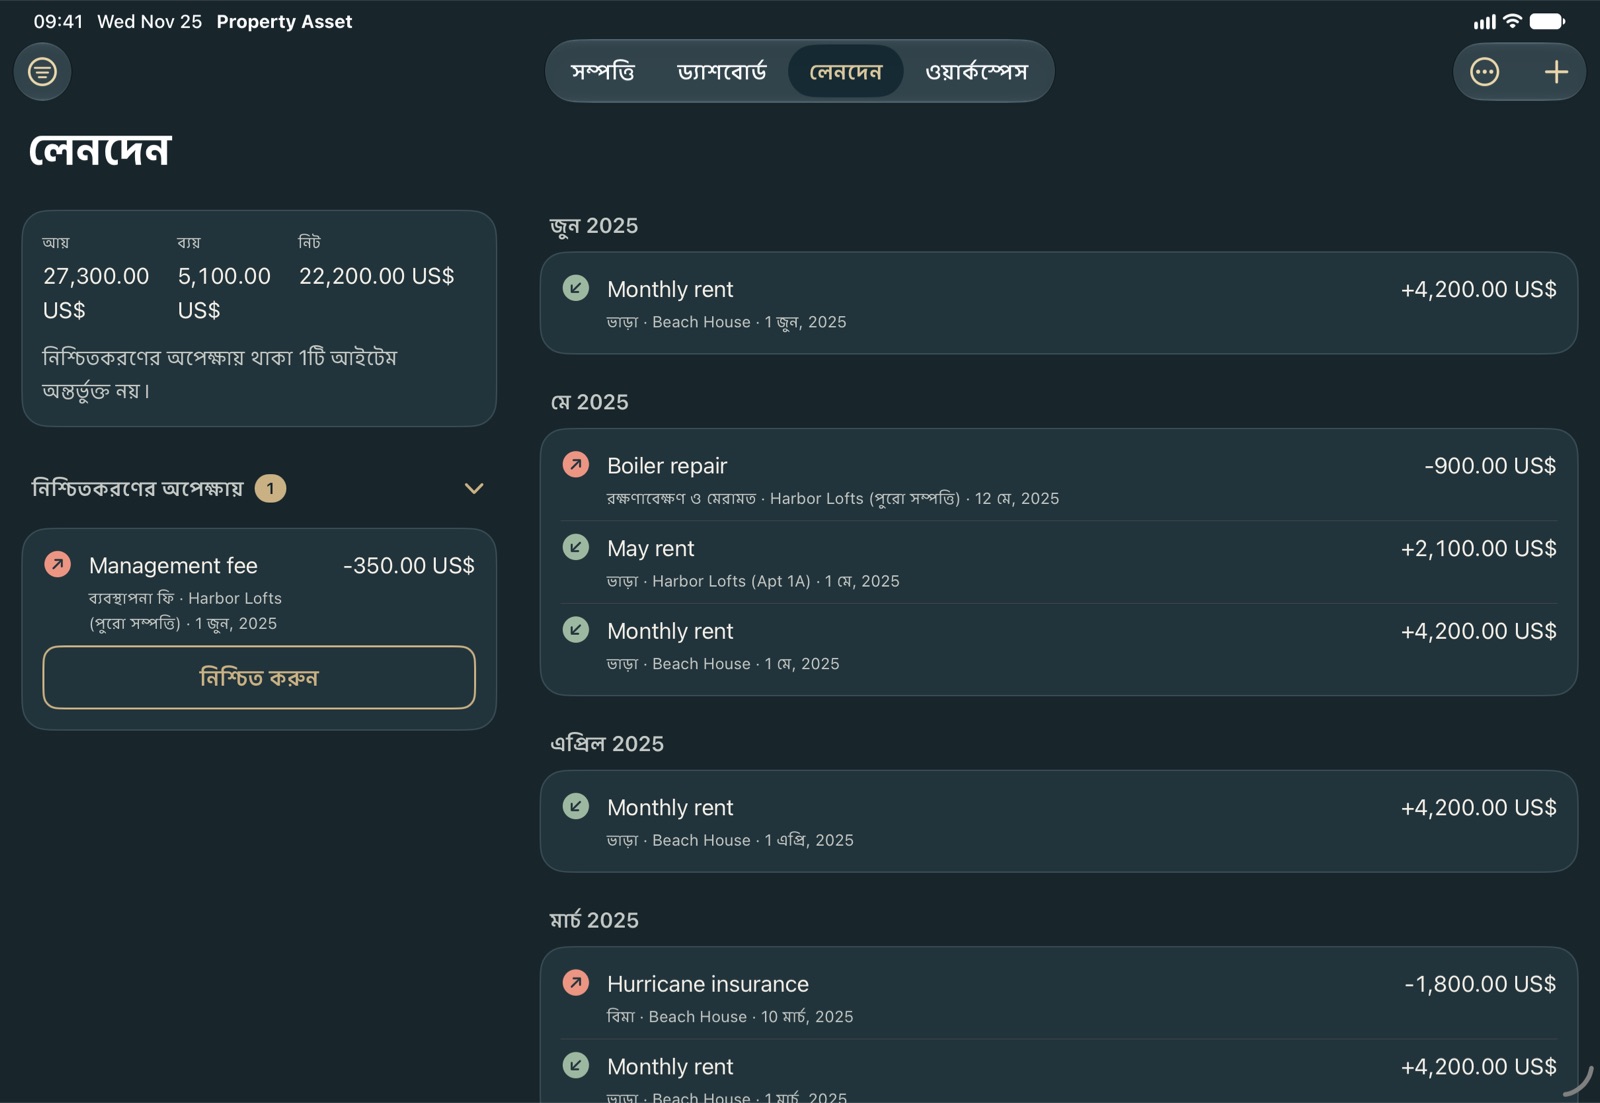 09:41 Wed Nov 25 Property Asset
সম্পত্তি ড্যাশবোর্ড লেনদেন ওয়ার্কস্পেস
লেনদেন
আয় ব্যয় নিট
27,300.00 5,100.00 22,200.00 US$
US$ US$
নিশ্চিতকরণের অপেক্ষায় থাকা 1টি আইটেম
অন্তর্ভুক্ত নয়।
নিশ্চিতকরণের অপেক্ষায় 1
Management fee -350.00 US$
ব্যবস্থাপনা ফি · Harbor Lofts
(পুরো সম্পত্তি) · 1 জুন, 2025
নিশ্চিত করুন
জুন 2025
Monthly rent +4,200.00 US$
ভাড়া · Beach House · 1 জুন, 2025
মে 2025
Boiler repair -900.00 US$
রক্ষণাবেক্ষণ ও মেরামত · Harbor Lofts (পুরো সম্পত্তি) · 12 মে, 2025
May rent +2,100.00 US$
ভাড়া · Harbor Lofts (Apt 1A) · 1 মে, 2025
Monthly rent +4,200.00 US$
ভাড়া · Beach House · 1 মে, 2025
এপ্রিল 2025
Monthly rent +4,200.00 US$
ভাড়া · Beach House · 1 এপ্রি, 2025
মার্চ 2025
Hurricane insurance -1,800.00 US$
বিমা · Beach House · 10 মার্চ, 2025
Monthly rent +4,200.00 US$
ভাড়া · Beach House · 1 মার্চ, 2025